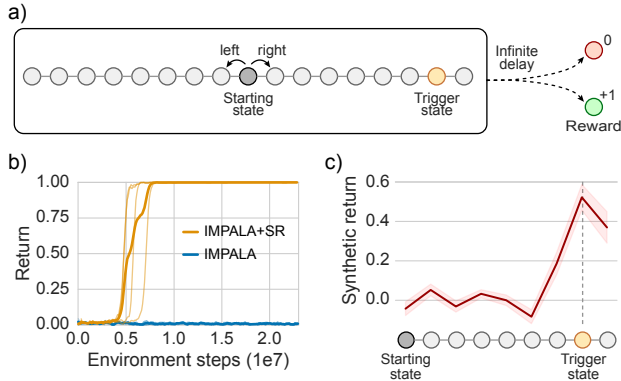 a)
left right
Starting
state
Trigger
state
Infinite
delay
0
+1
Reward
b)
Return
1.00
0.75
0.50
0.25
0.00
IMPALA+SR
IMPALA
0.0 0.5 1.0 1.5 2.0
Environment steps (1e7)
c)
Synthetic return
0.6
0.4
0.2
0.0
Starting
state
Trigger
state